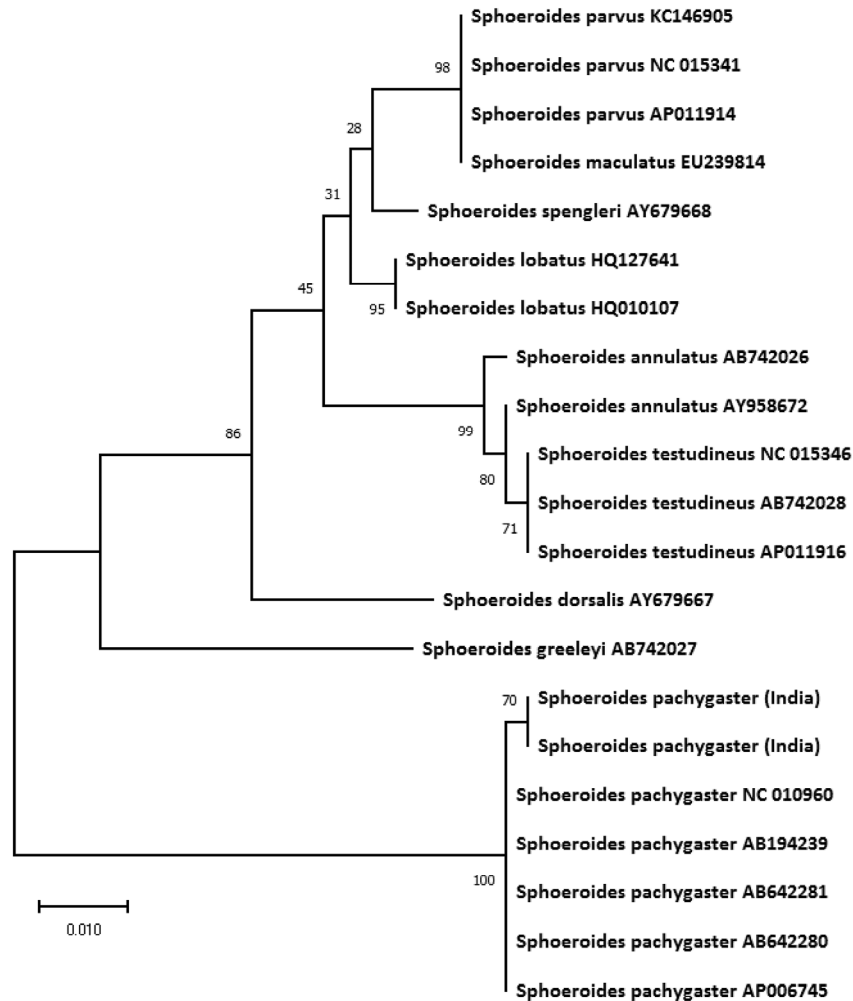 Sphoeroides parvus KC146905
98
Sphoeroides parvus NC 015341
Sphoeroides parvus AP011914
28
Sphoeroides maculatus EU239814
31
Sphoeroides spengleri AY679668
Sphoeroides lobatus HQ127641
45
95
Sphoeroides lobatus HQ010107
Sphoeroides annulatus AB742026
Sphoeroides annulatus AY958672
86
99
Sphoeroides testudineus NC 015346
80
Sphoeroides testudineus AB742028
71
Sphoeroides testudineus AP011916
Sphoeroides dorsalis AY679667
Sphoeroides greeleyi AB742027
70
Sphoeroides pachygaster (India)
Sphoeroides pachygaster (India)
Sphoeroides pachygaster NC 010960
Sphoeroides pachygaster AB194239
100
Sphoeroides pachygaster AB642281
0.010
Sphoeroides pachygaster AB642280
Sphoeroides pachygaster AP006745